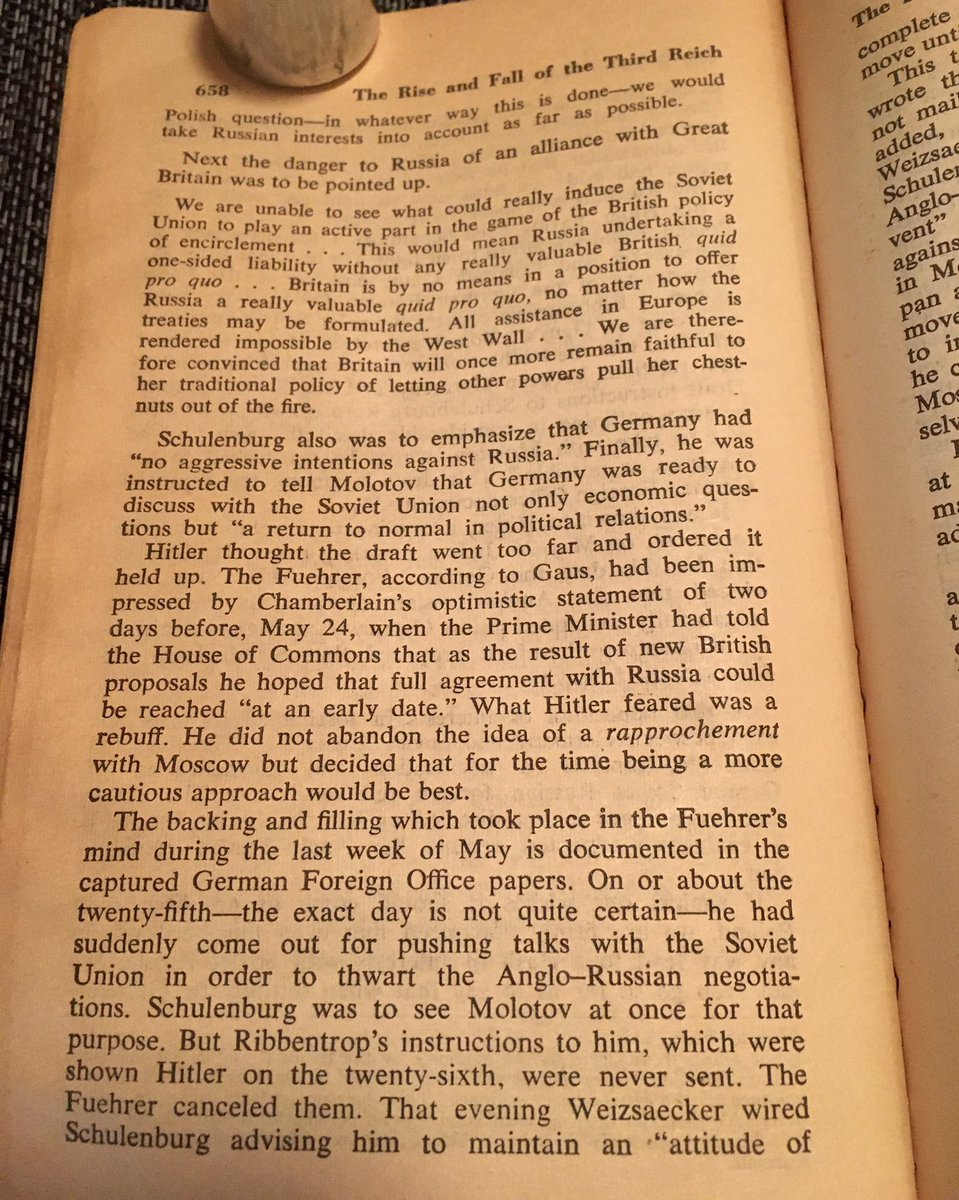 658 The Rise and Fall of the Third Reich
Polish question—in whatever way this is done—we would
take Russian interests into account as far as possible.
Next the danger to Russia of an alliance with Great
Britain was to be pointed up.
We are unable to see what could really induce the Soviet
Union to play an active part in the game of the British policy
of encirclement . . . This would mean Russia undertaking a
one-sided liability without any really valuable British quid
pro quo . . . Britain is by no means in a position to offer
Russia a really valuable quid pro quo, no matter how the
treaties may be formulated. All assistance in Europe is
rendered impossible by the West Wall . . . We are there-
fore convinced that Britain will once more remain faithful to
her traditional policy of letting other powers pull her chest-
nuts out of the fire.
Schulenburg also was to emphasize that Germany had
“no aggressive intentions against Russia.” Finally, he was
instructed to tell Molotov that Germany was ready to
discuss with the Soviet Union not only economic ques-
tions but “a return to normal in political relations.”
Hitler thought the draft went too far and ordered it
held up. The Fuehrer, according to Gaus, had been im-
pressed by Chamberlain’s optimistic statement of two
days before, May 24, when the Prime Minister had told
the House of Commons that as the result of new British
proposals he hoped that full agreement with Russia could
be reached “at an early date.” What Hitler feared was a
rebuff. He did not abandon the idea of a rapprochement
with Moscow but decided that for the time being a more
cautious approach would be best.
The backing and filling which took place in the Fuehrer’s
mind during the last week of May is documented in the
captured German Foreign Office papers. On or about the
twenty-fifth—the exact day is not quite certain—he had
suddenly come out for pushing talks with the Soviet
Union in order to thwart the Anglo–Russian negotia-
tions. Schulenburg was to see Molotov at once for that
purpose. But Ribbentrop’s instructions to him, which were
shown Hitler on the twenty-sixth, were never sent. The
Fuehrer canceled them. That evening Weizsaecker wired
Schulenburg advising him to maintain an “attitude of
The
complete
move
This
wrote
not
added,
Anglo-
vent”
against
in
pan
move
to
he
at